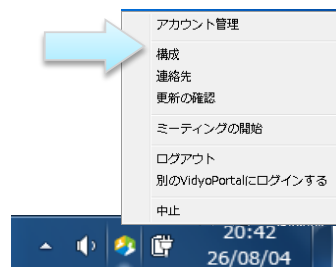 アカウント管理
構成
連絡先
更新の確認
ミーティングの開始
ログアウト
別のVidyoPortalにログインする
中止
20:42
26/08/04